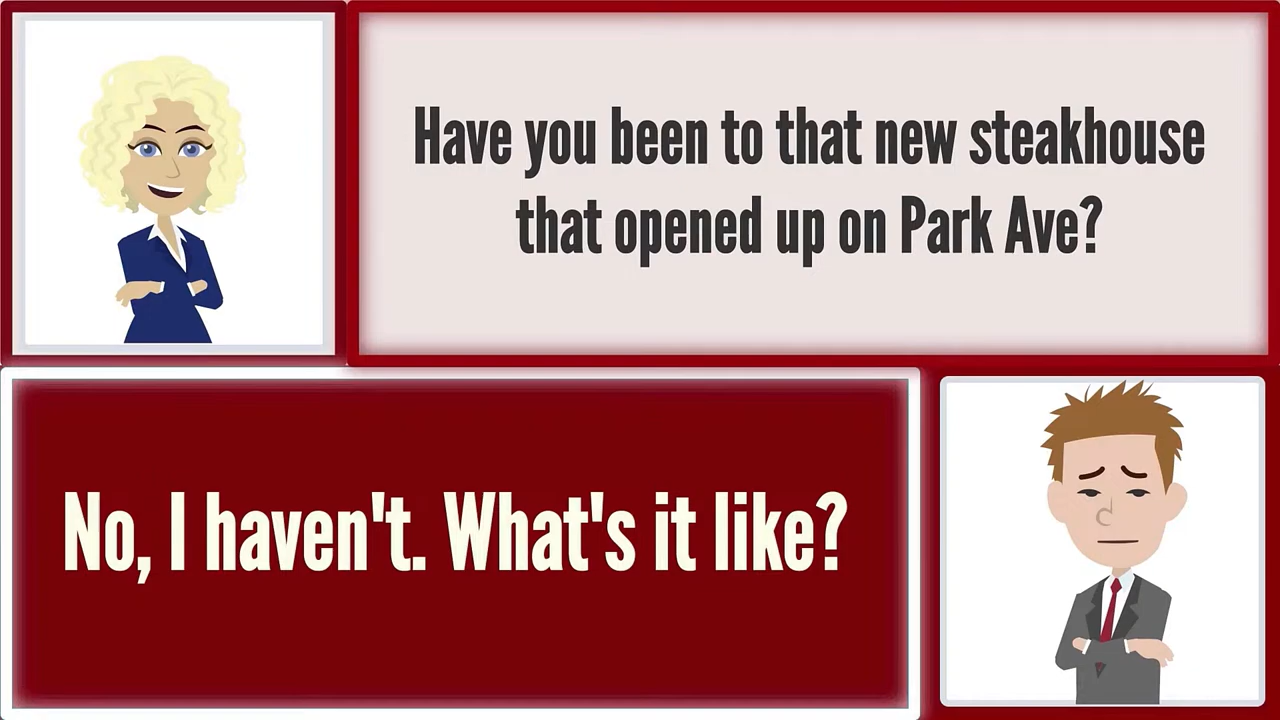 Have you been to that new steakhouse
that opened up on Park Ave?
No, I haven't. What's it like?